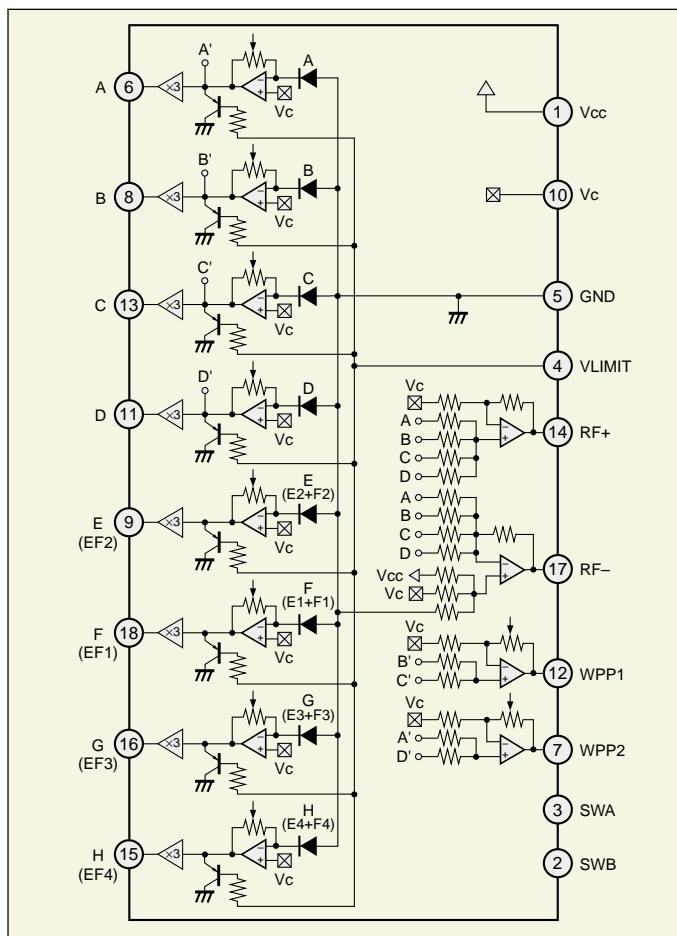 A'
A 6 ×3 A
Vc
1 Vcc
B'
B 8 ×3 B
Vc
10 Vc
C'
C 13 ×3 C
Vc
5 GND
4 VLIMIT
D'
D 11 ×3 D
Vc
Vc
A
B
C
D
14 RF+
E
(E2+F2)
E 9 ×3
(EF2)
Vc
A
B
C
D
Vcc
Vc
17 RF–
F
(E1+F1)
F 18 ×3
(EF1)
Vc
Vc
B'
C'
12 WPP1
G
(E3+F3)
G 16 ×3
(EF3)
Vc
Vc
A'
D'
7 WPP2
3 SWA
H
(E4+F4)
H 15 ×3
(EF4)
Vc
2 SWB